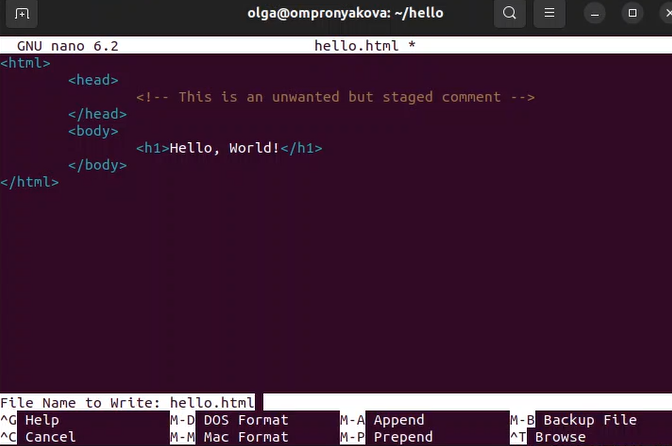 olga@ompronyakova: ~/hello
GNU nano 6.2 hello.html *
<html>
<head>
<!-- This is an unwanted but staged comment -->
</head>
<body>
<h1>Hello, World!</h1>
</body>
</html>
File Name to Write: hello.html
^G Help M-D DOS Format M-A Append M-B Backup File
^C Cancel M-M Mac Format M-P Prepend ^T Browse